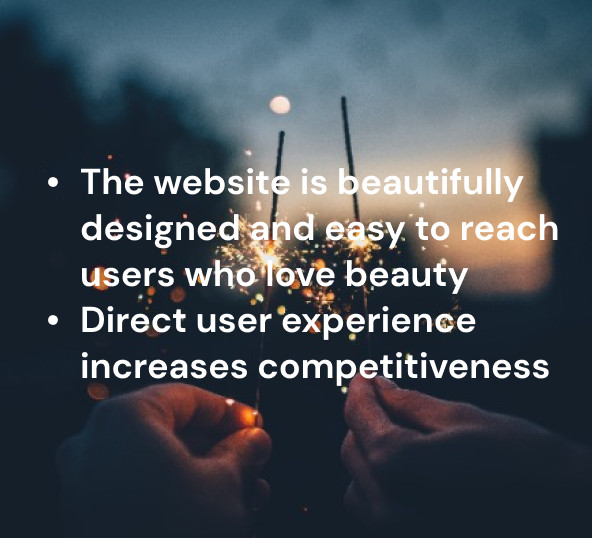 • The website is beautifully
designed and easy to reach
users who love beauty
• Direct user experience
increases competitiveness